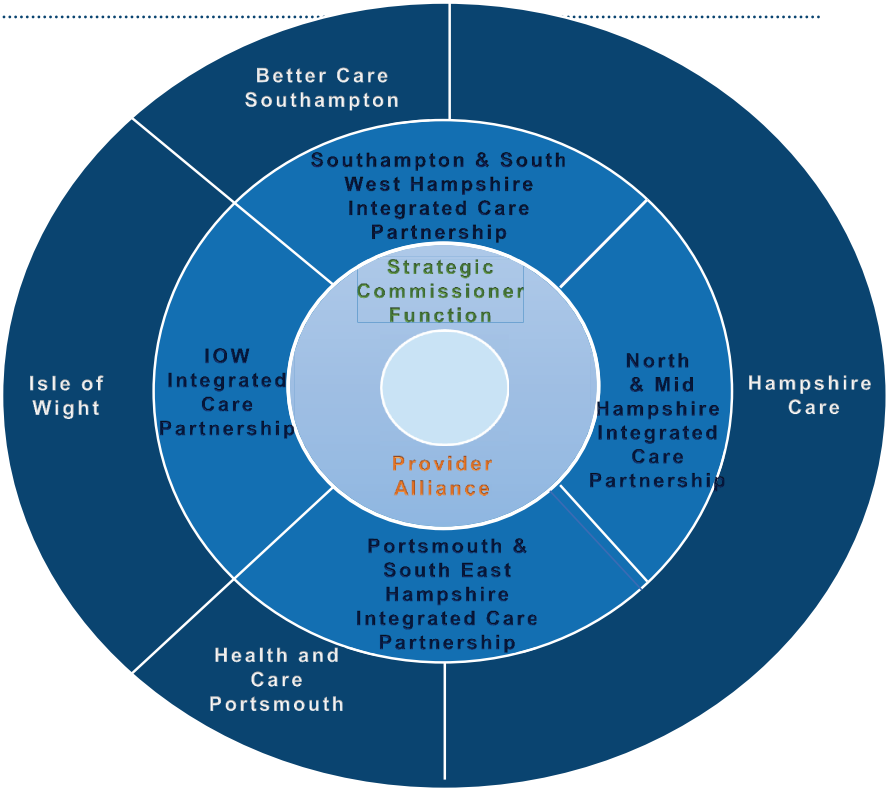 Better Care
Southampton
Southampton & South
West Hampshire
Integrated Care
Partnership
Strategic
Commissioner
Function
IOW
Integrated
Care
Partnership
Isle of
Wight
North
& Mid
Hampshire
Integrated
Care
Partnership
Hampshire
Care
Provider
Alliance
Portsmouth &
South East
Hampshire
Integrated Care
Partnership
Health and
Care
Portsmouth